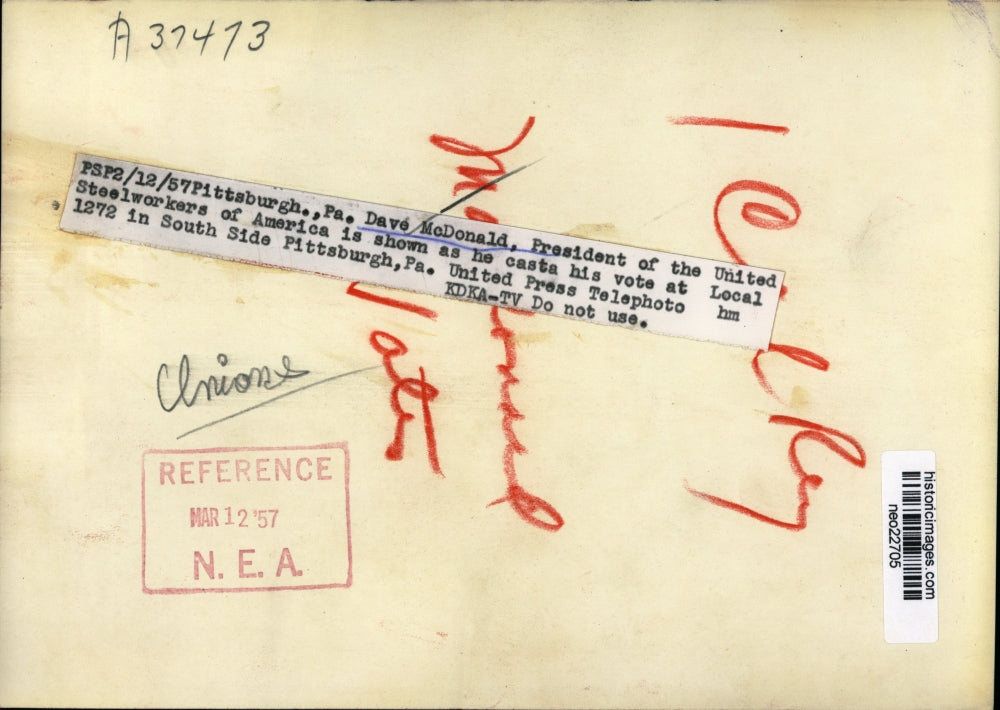 A 37473
PSP2/12/57Pittsburgh.,Pa. Dave McDonald, President of the United
Steelworkers of America is shown as he casta his vote at Local
1272 in South Side Pittsburgh,Pa. United Press Telephoto hm
KDKA-TV Do not use.
Unions
REFERENCE
MAR 12 '57
N. E. A.
historicimages.com
neo22705